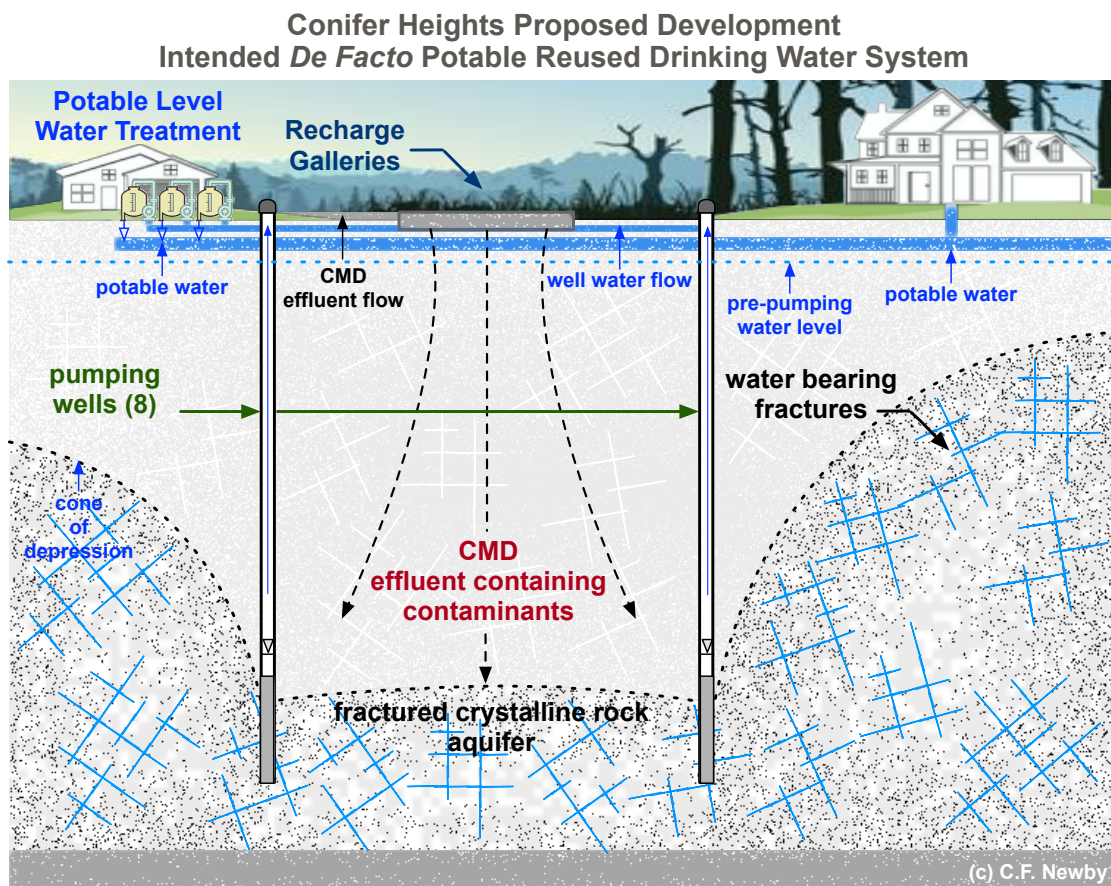 Conifer Heights Proposed Development
Intended De Facto Potable Reused Drinking Water System
Potable Level
Water Treatment
Recharge
Galleries
potable water
CMD
effluent flow
well water flow
pre-pumping
water level
potable water
pumping
wells (8)
water bearing
fractures
cone
of
depression
CMD
effluent containing
contaminants
fractured crystalline rock
aquifer
(c) C.F. Newby